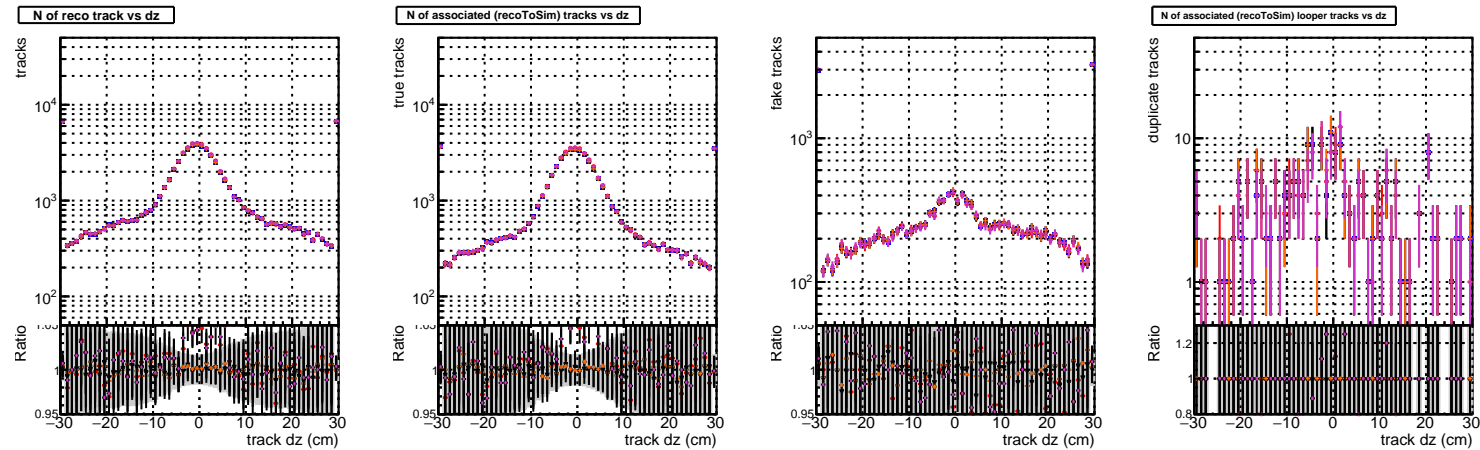 N of reco track vs dz
tracks
10^4
10^3
10^2
Ratio
1
0.95
−30 −20 −10 0 10 20 30
track dz (cm)
N of associated (recoToSim) tracks vs dz
true tracks
10^4
10^3
10^2
Ratio
1
0.95
−30 −20 −10 0 10 20 30
track dz (cm)
fake tracks
10^3
10^2
Ratio
1
0.95
−30 −20 −10 0 10 20 30
track dz (cm)
N of associated (recoToSim) looper tracks vs dz
duplicate tracks
10
1
Ratio
1.2
1
0.8
−30 −20 −10 0 10 20 30
track dz (cm)